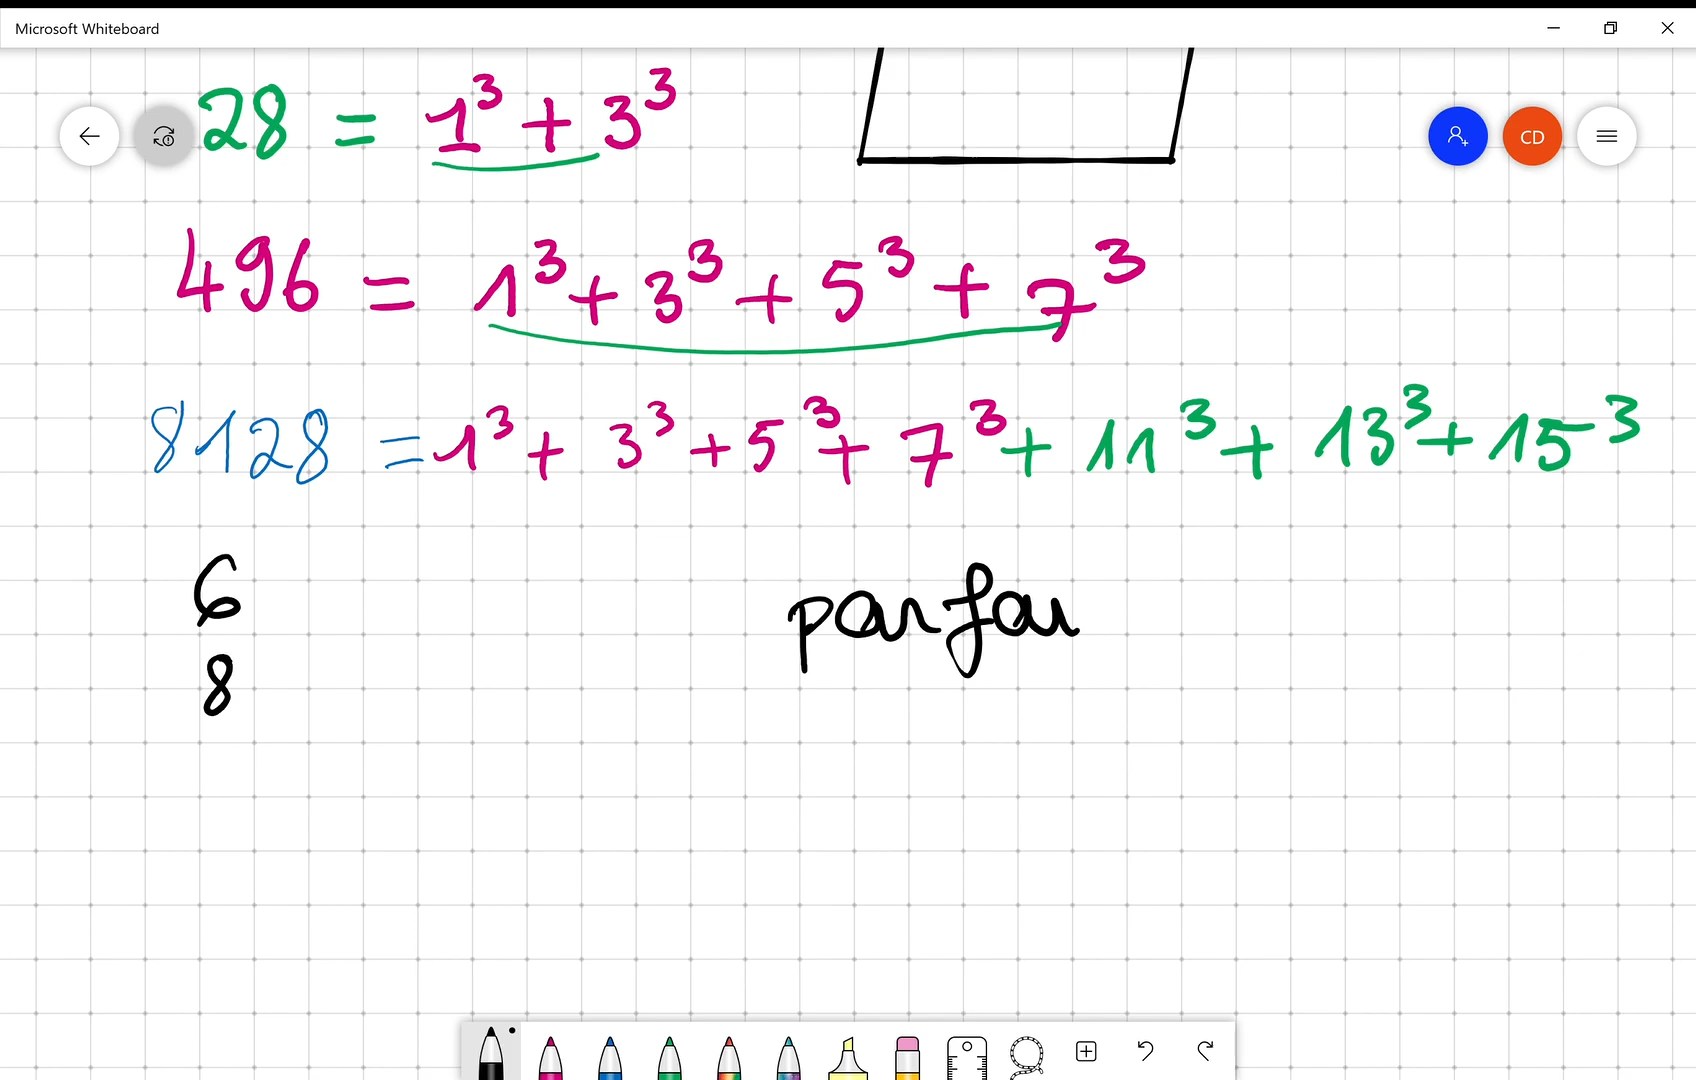 Microsoft Whiteboard
28 = 1³ + 3³
CD
496 = 1³ + 3³ + 5³ + 7³
8128 = 1³ + 3³ + 5³ + 7³ + 11³ + 13³ + 15³
6
parfai
8